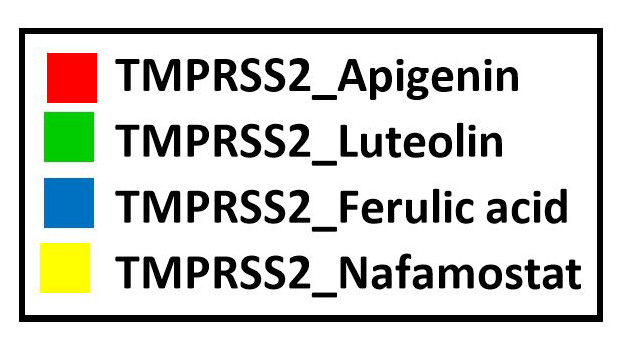 TMPRSS2_Apigenin
TMPRSS2_Luteolin
TMPRSS2_Ferulic acid
TMPRSS2_Nafamostat